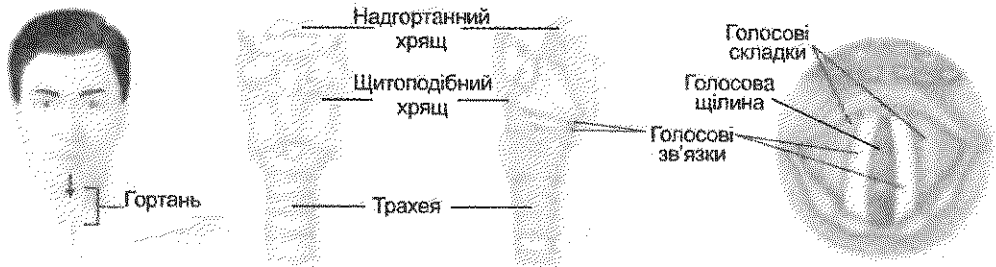 Надгортанний
хрящ
Щитоподібний
хрящ
Голосові
зв'язки
Гортань
Трахея
Голосові
складки
Голосова
щілина